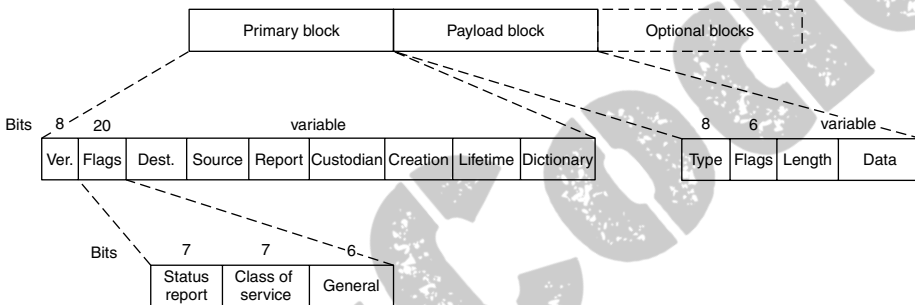 Primary block Payload block Optional blocks
Bits 8 20 variable 8 6 variable
Ver. Flags Dest. Source Report Custodian Creation Lifetime Dictionary Type Flags Length Data
Bits 7 7 6
Status report Class of service General